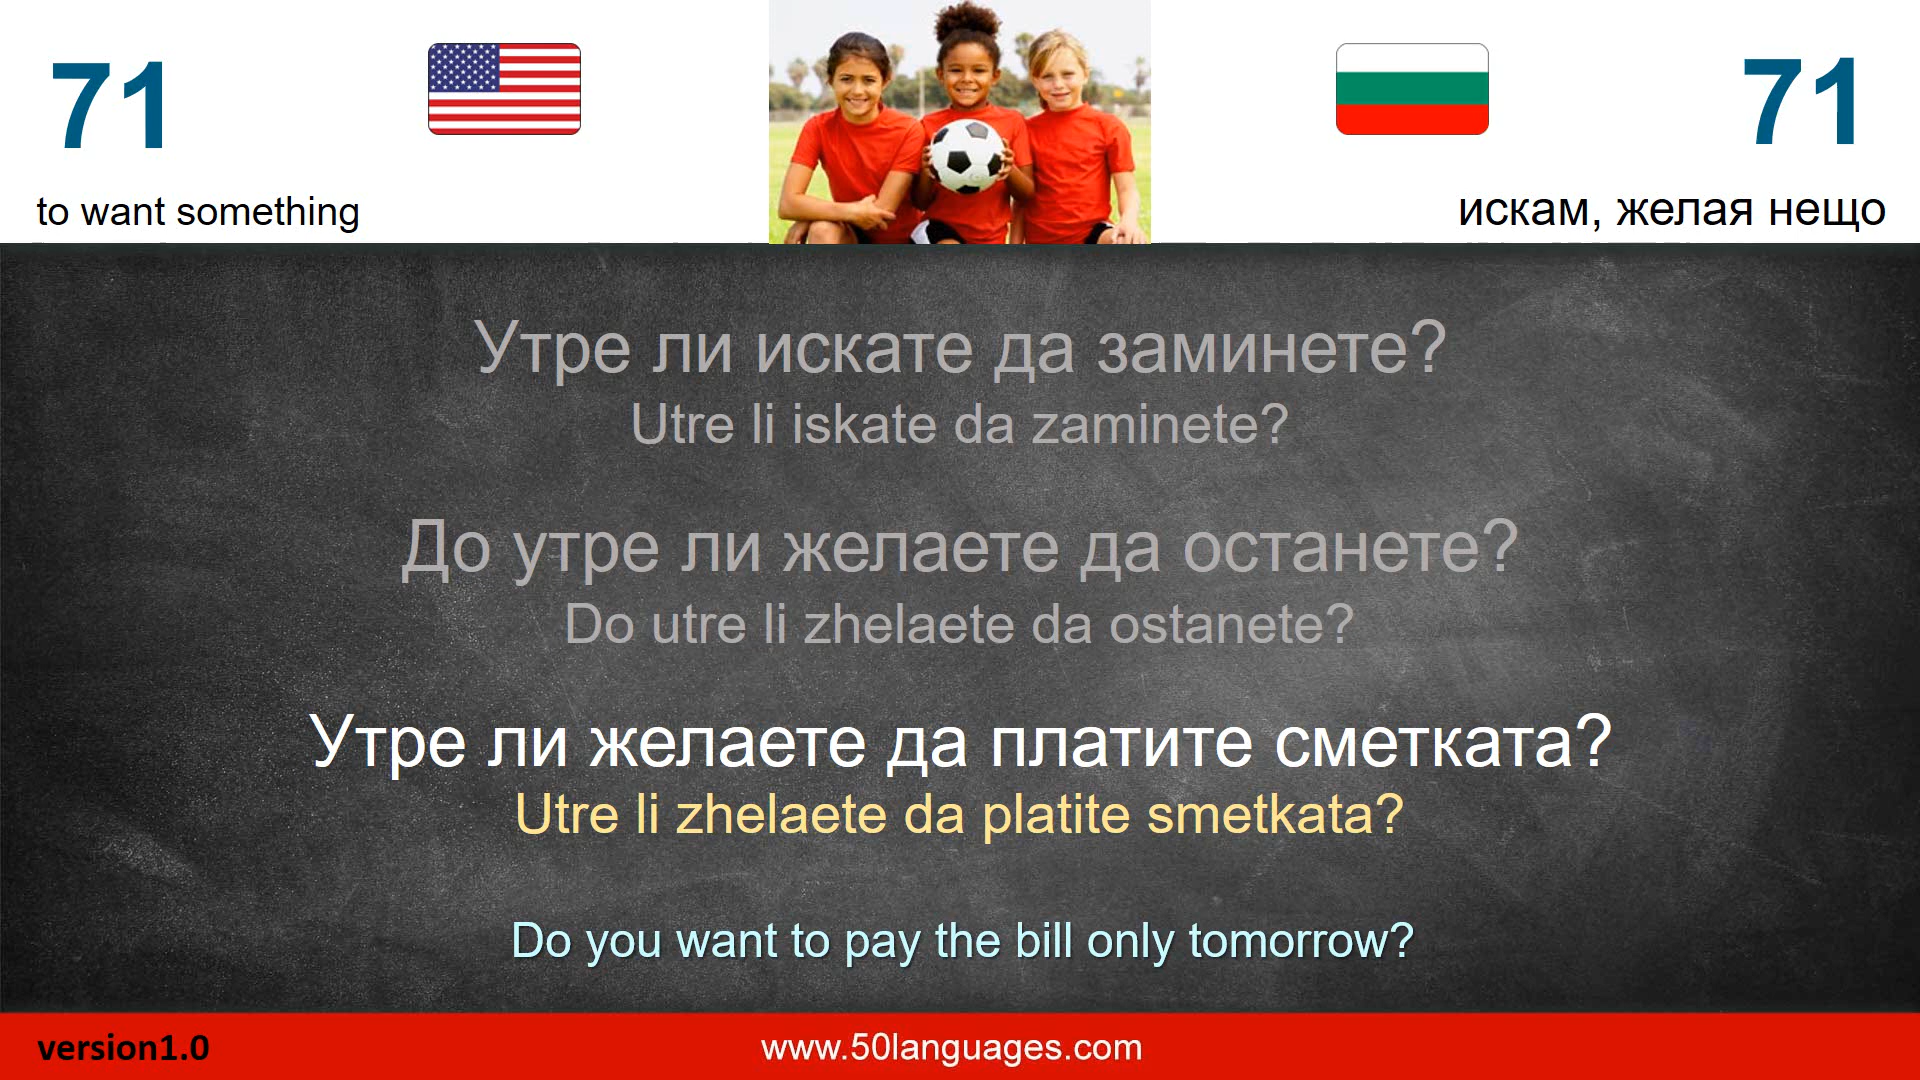 71
71
to want something
искам, желая нещо
Утре ли искате да заминете?
Utre li iskate da zaminete?
До утре ли желаете да останете?
Do utre li zhelaete da ostanete?
Утре ли желаете да платите сметката?
Utre li zhelaete da platite smetkata?
Do you want to pay the bill only tomorrow?
version1.0
www.50languages.com